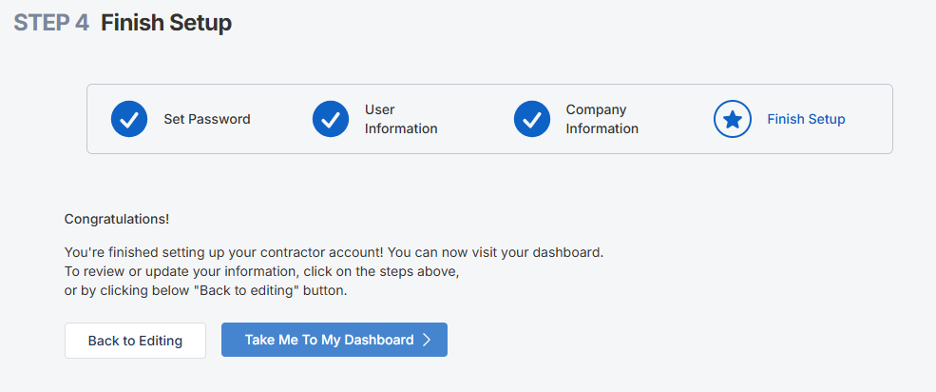 STEP 4 Finish Setup
Set Password
User
Information
Company
Information
Finish Setup
Congratulations!
You're finished setting up your contractor account! You can now visit your dashboard.
To review or update your information, click on the steps above,
or by clicking below "Back to editing" button.
Back to Editing
Take Me To My Dashboard